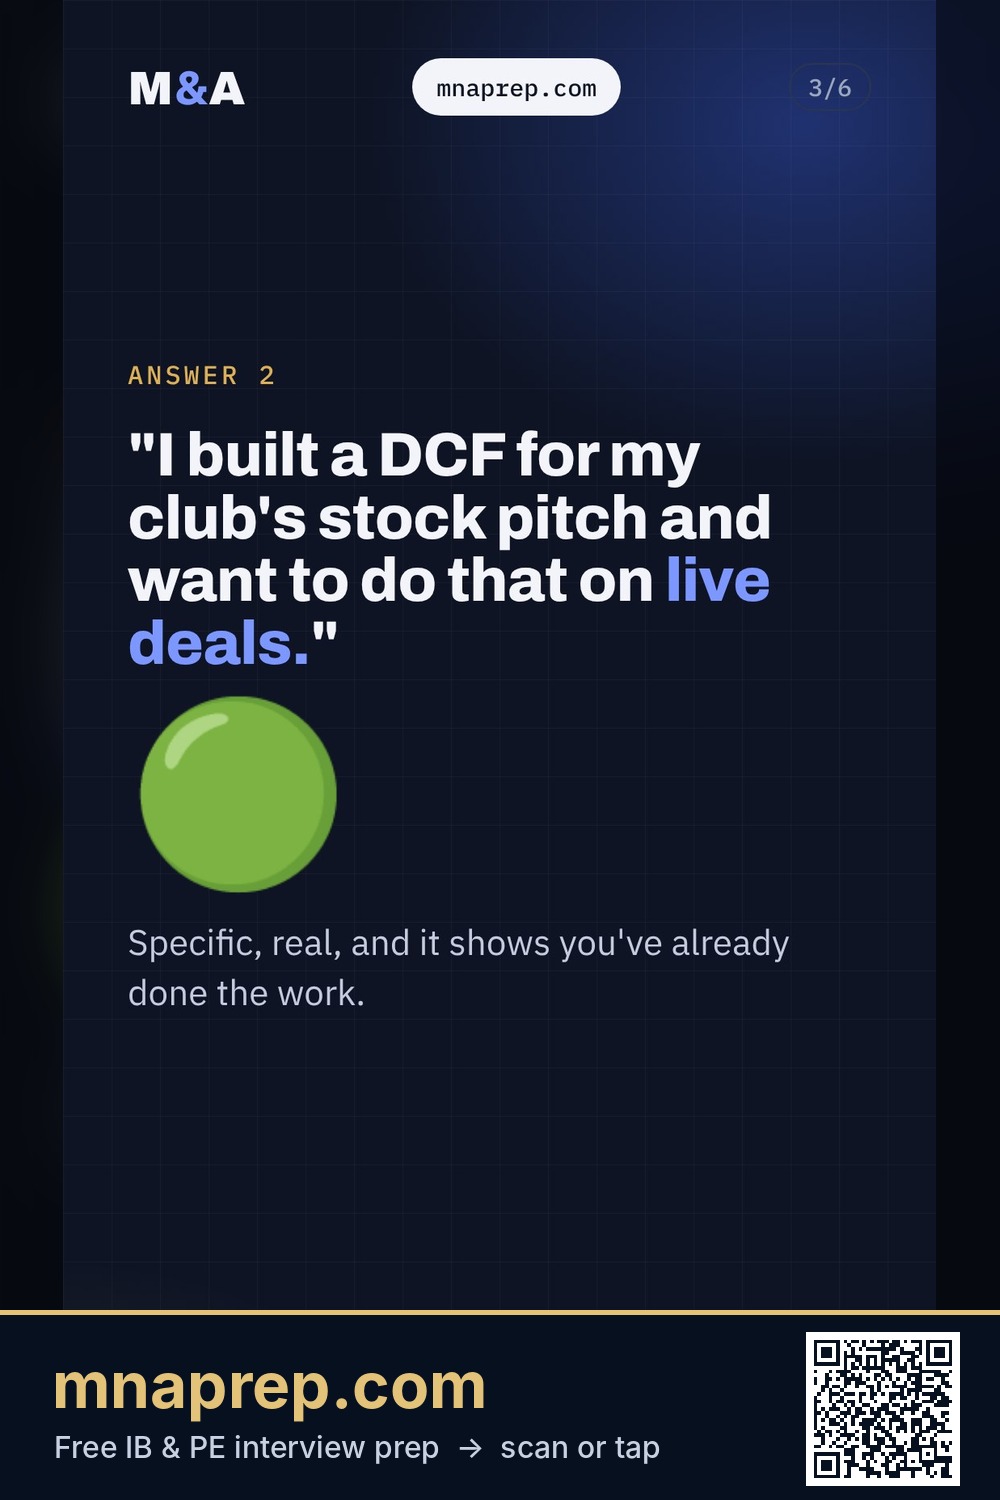 M&A
mnaprep.com
3/6
ANSWER 2
"I built a DCF for my
club's stock pitch and
want to do that on live
deals."
Specific, real, and it shows you've already
done the work.
mnaprep.com
Free IB & PE interview prep → scan or tap